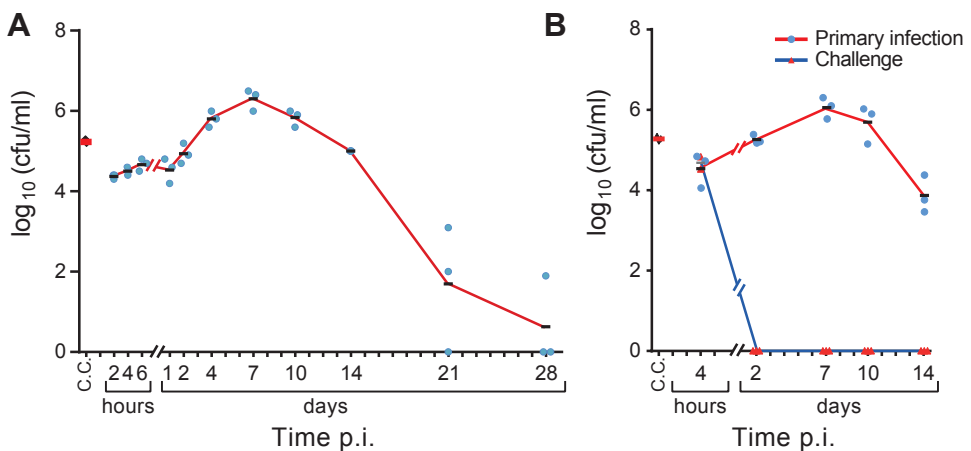 A
8
6
4
2
0
log10 (cfu/ml)
C.C.
2 4 6 1 2 4 7 10 14 21 28
hours days
Time p.i.
B
Primary infection
Challenge
8
6
4
2
0
log10 (cfu/ml)
C.C.
4 2 7 10 14
hours days
Time p.i.